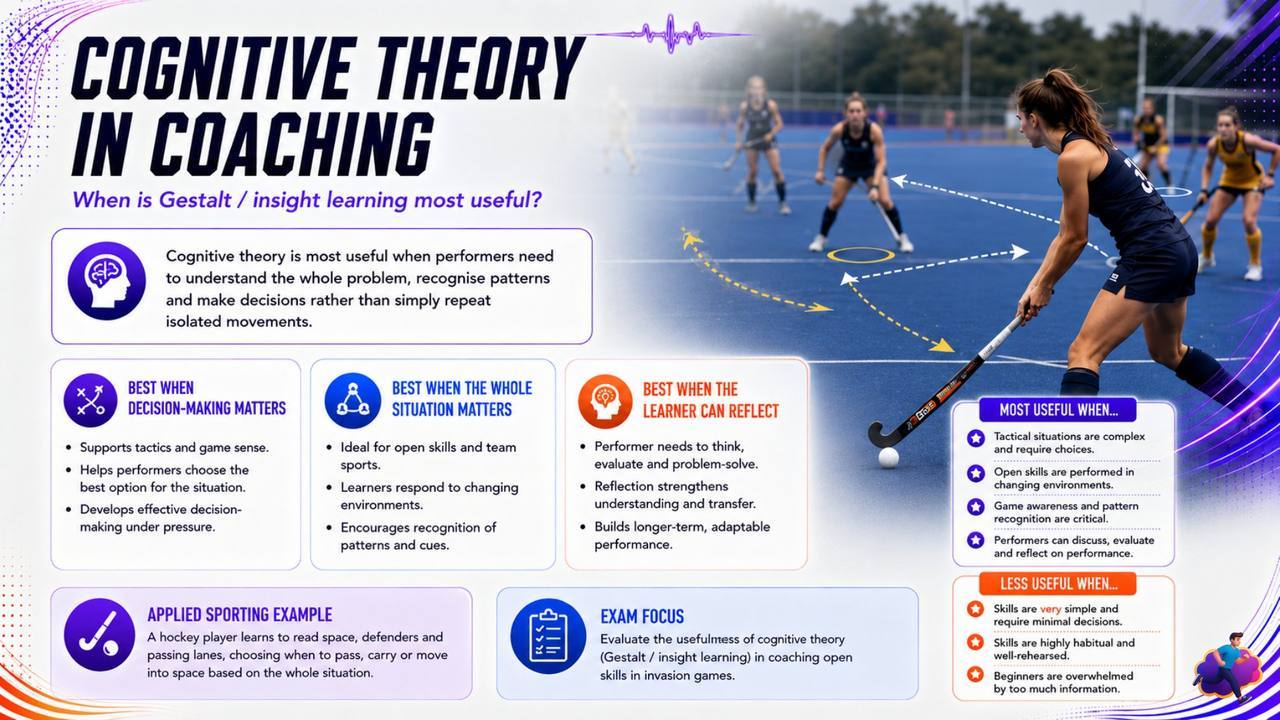 COGNITIVE THEORY
IN COACHING
When is Gestalt / insight learning most useful?
Cognitive theory is most useful when performers need
to understand the whole problem, recognise patterns
and make decisions rather than simply repeat
isolated movements.
BEST WHEN
DECISION-MAKING MATTERS
• Supports tactics and game sense.
• Helps performers choose the
best option for the situation.
• Develops effective decision-
making under pressure.
BEST WHEN THE WHOLE
SITUATION MATTERS
• Ideal for open skills and team
sports.
• Learners respond to changing
environments.
• Encourages recognition of
patterns and cues.
BEST WHEN THE
LEARNER CAN REFLECT
• Performer needs to think,
evaluate and problem-solve.
• Reflection strengthens
understanding and transfer.
• Builds longer-term, adaptable
performance.
MOST USEFUL WHEN...
Tactical situations are complex
and require choices.
Open skills are performed in
changing environments.
Game awareness and pattern
recognition are critical.
Performers can discuss, evaluate
and reflect on performance.
LESS USEFUL WHEN...
Skills are very simple and
require minimal decisions.
Skills are highly habitual and
well-rehearsed.
Beginners are overwhelmed
by too much information.
APPLIED SPORTING EXAMPLE
A hockey player learns to read space, defenders and
passing lanes, choosing when to pass, carry or move
into space based on the whole situation.
EXAM FOCUS
Evaluate the usefulness of cognitive theory
(Gestalt / insight learning) in coaching open
skills in invasion games.